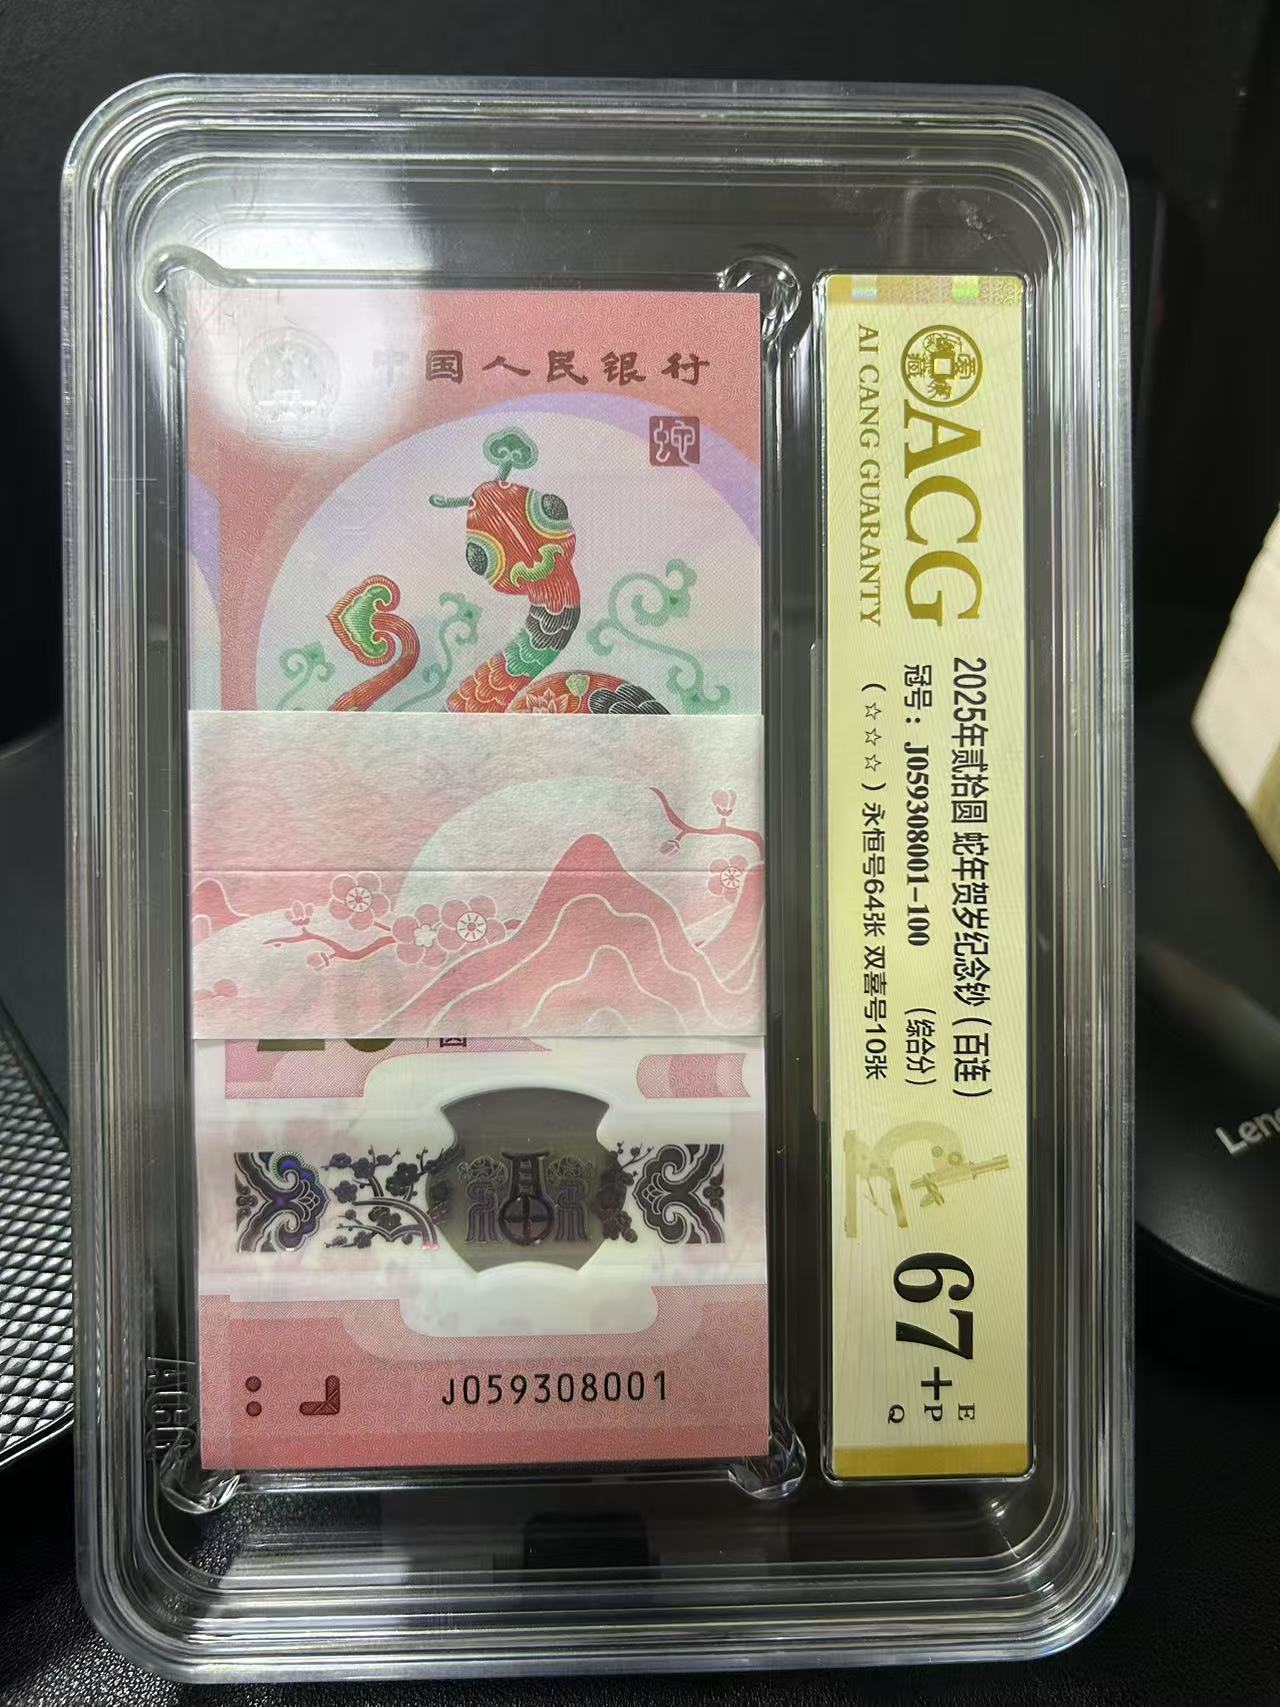 中国人民银行
蛇
J059308001
ACG
AI CANG GUARANTY
2025年贰拾圆 蛇年贺岁纪念钞（百连）
冠号：J059308001-100 （综合分）
（☆☆☆）永恒号64张 双喜号10张
67+
E
P
Q
Leno